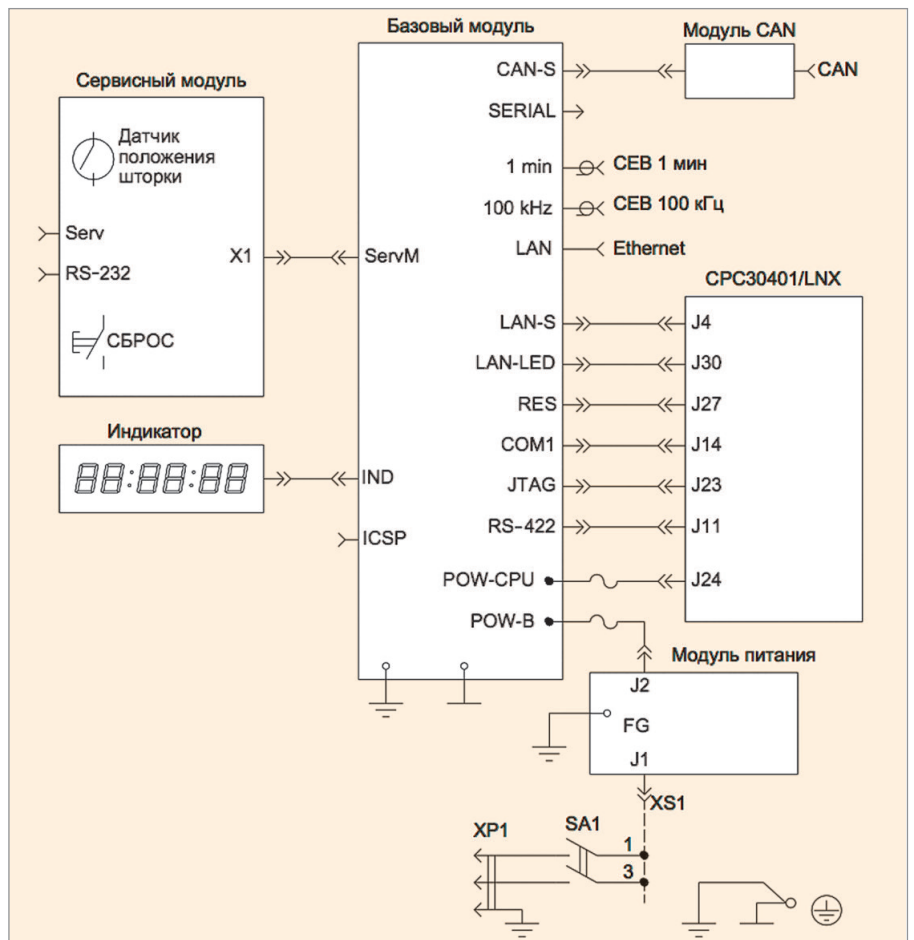 Базовый модуль
Модуль CAN
CAN-S
CAN
Сервисный модуль
SERIAL
Датчик
положения
шторки
1 min
СЕВ 1 мин
100 kHz
СЕВ 100 кГц
Serv
X1
ServM
LAN
Ethernet
RS-232
CPC30401/LNX
СБРОС
LAN-S
J4
LAN-LED
J30
RES
J27
Индикатор
COM1
J14
88:88:88
IND
JTAG
J23
RS-422
J11
ICSP
POW-CPU
J24
POW-B
Модуль питания
J2
FG
J1
XS1
XP1
SA1
1
3